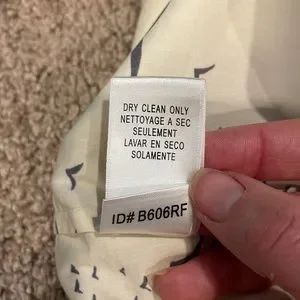 DRY CLEAN ONLY
NETTOYAGE A SEC
SEULEMENT
LAVAR EN SECO
SOLAMENTE
ID# B606RF